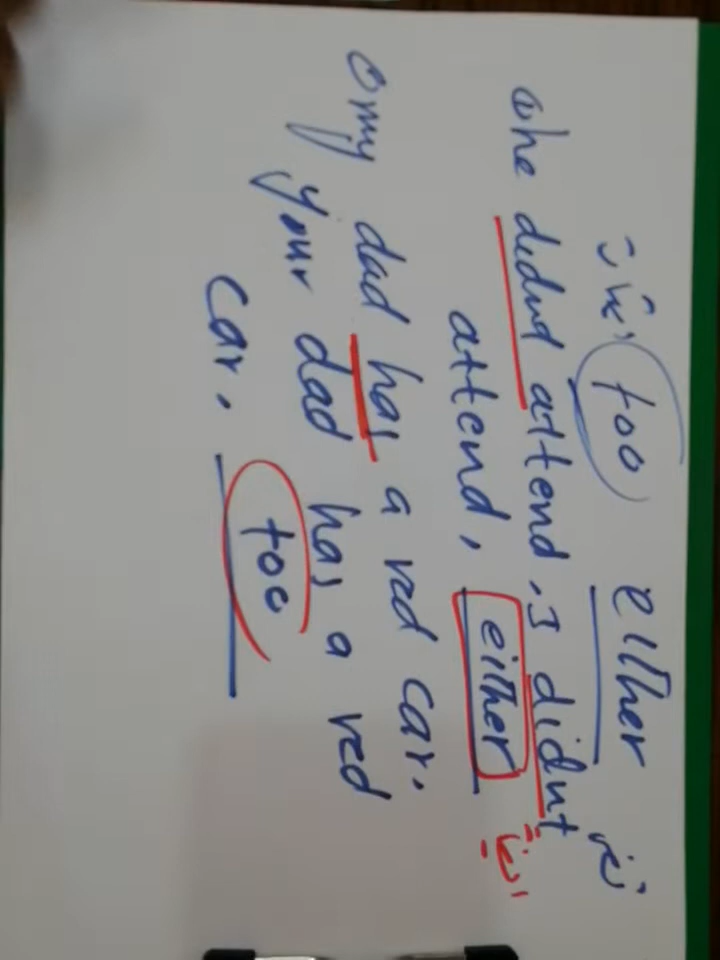 too either نفي
① he didnt attend, I didnt
attend, either
my dad has a red car.
your dad has a red
car. too